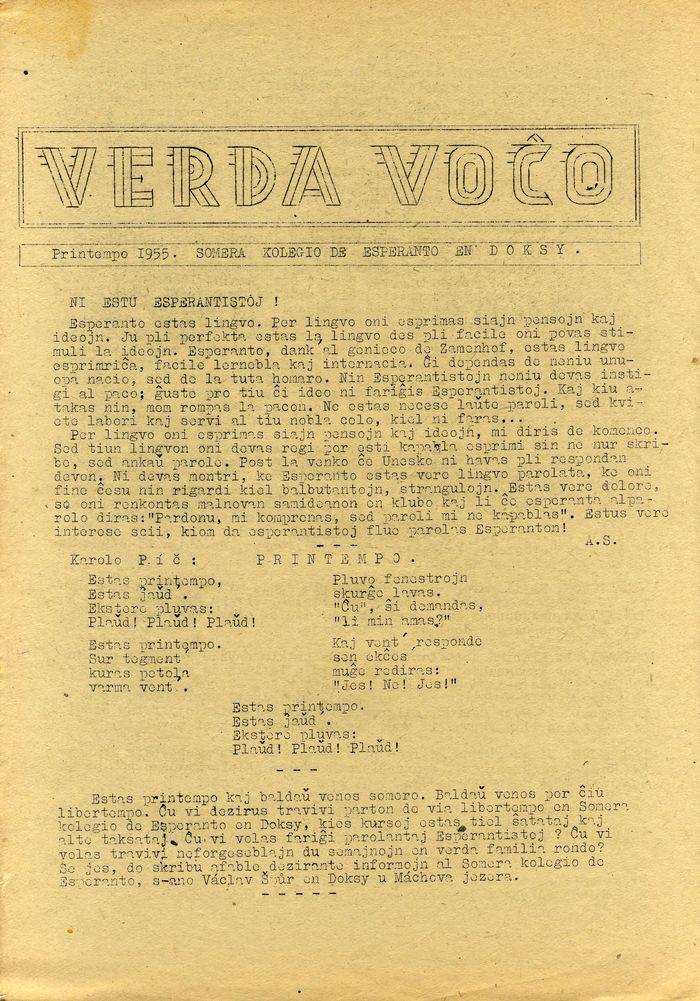 VERDA VOĈO
Printempo 1955. SOMERA KOLEGIO DE ESPERANTO EN DOKSY.
NI ESTU ESPERANTISTOJ !
Esperanto estas lingvo. Per lingvo oni esprimas siajn pensojn kaj
ideojn. Ju pli perfekta estas la lingvo des pli facile oni povas sti-
muli la ideojn. Esperanto, dank al genieco de Zamenhof, estas lingvo
esprimriĉa, facile lernebla kaj internacia. Ĝi dependas de neniu unu-
opa nacio, sed de la tuta homaro. Nin Esperantistojn neniu devas insti-
gi al paco; ĝuste pro tiu ĉi ideo ni fariĝis Esperantistoj. Kaj kiu a-
takas nin, mem rompas la pacon. Ne estas necese laŭte paroli, sed kvi-
ete labori kaj servi al tiu nobla celo, kiel ni faras...
Per lingvo oni esprimas siajn pensojn kaj ideojn, mi diris de komence.
Sed tiun lingvon oni devas regi por esti kapabla esprimi sin ne nur skri-
be, sed ankaŭ parole. Post la venko ĉe Unesko ni havas pli respondan
devon. Ni devas montri, ke Esperanto estas vere lingvo parolata, ke oni
fine ĉesu nin rigardi kiel balbutantojn, strangulojn. Estas vere dolore,
se oni renkontas malnovan samideanon en klubo kaj li ĉe esperanta alpa-
rolo diras:"Pardonu, mi komprenas, sed paroli mi ne kapablas". Estus vere
interese scii, kiom da esperantistoj flue parolas Esperanton!
A.S.
Karolo Píč: PRINTEMPO.
Estas printempo,
Estas ĵaŭd'.
Ekstere pluvas:
Plaŭd! Plaŭd! Plaŭd!
Estas printempo.
Sur tegment'
kuras petola
varma vent'.
Pluvo fenestrojn
skurĝe lavas.
"Ĉu", ŝi demandas,
"li min amas?"
Kaj vent' responde
sen ekĉes
muĝe rediras:
"Jes! Ne! Jes!"
Estas printempo.
Estas ĵaŭd'.
Ekstere pluvas:
Plaŭd! Plaŭd! Plaŭd!
Estas printempo kaj baldaŭ venos somero. Baldaŭ venos por ĉiu
libertempo. Ĉu vi dezirus travivi parton de via libertempo en Somera
kolegio de Esperanto en Doksy, kies kursoj estas tiel ŝatataj kaj
alte taksataj. Ĉu vi volas fariĝi parolantaj Esperantistoj ? Ĉu vi
volas travivi neforgeseblajn du semajnojn en verda familia rondo?
Se jes, do skribu afable dezirante informojn al Somera kolegio de
Esperanto, s-ano Václav Špůr en Doksy u Máchova jezera.